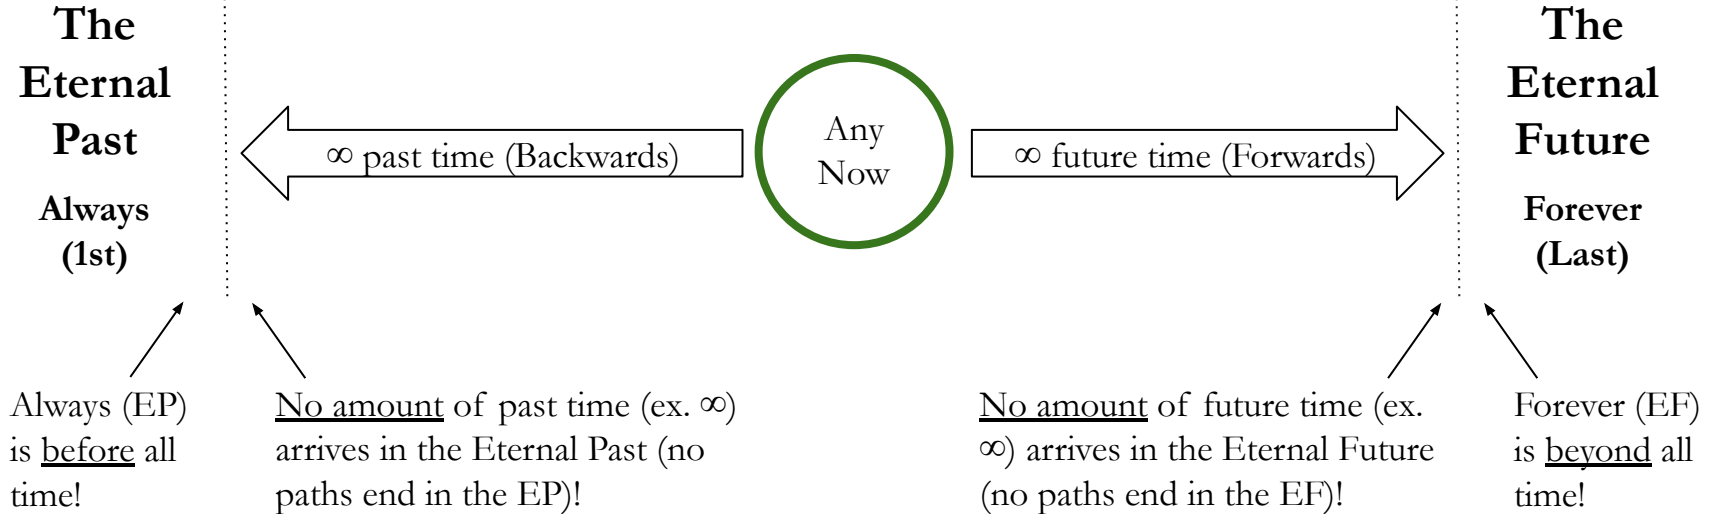 The
Eternal
Past
Always
(1st)
∞ past time (Backwards)
Any
Now
∞ future time (Forwards)
The
Eternal
Future
Forever
(Last)
Always (EP)
is before all
time!
No amount of past time (ex. ∞)
arrives in the Eternal Past (no
paths end in the EP)!
No amount of future time (ex.
∞) arrives in the Eternal Future
(no paths end in the EF)!
Forever (EF)
is beyond all
time!